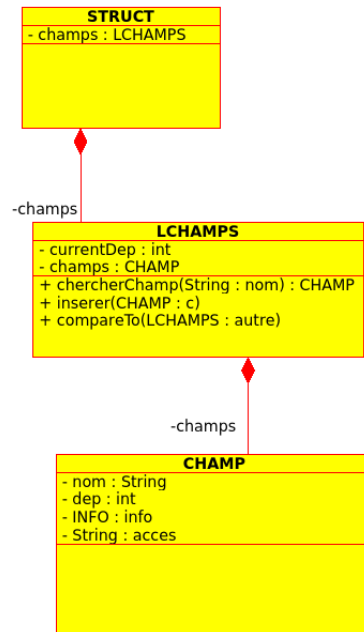 STRUCT
- champs : LCHAMPS
-champs
LCHAMPS
- currentDep : int
- champs : CHAMP
+ chercherChamp(String : nom) : CHAMP
+ inserer(CHAMP : c)
+ compareTo(LCHAMPS : autre)
-champs
CHAMP
- nom : String
- dep : int
- INFO : info
- String : acces